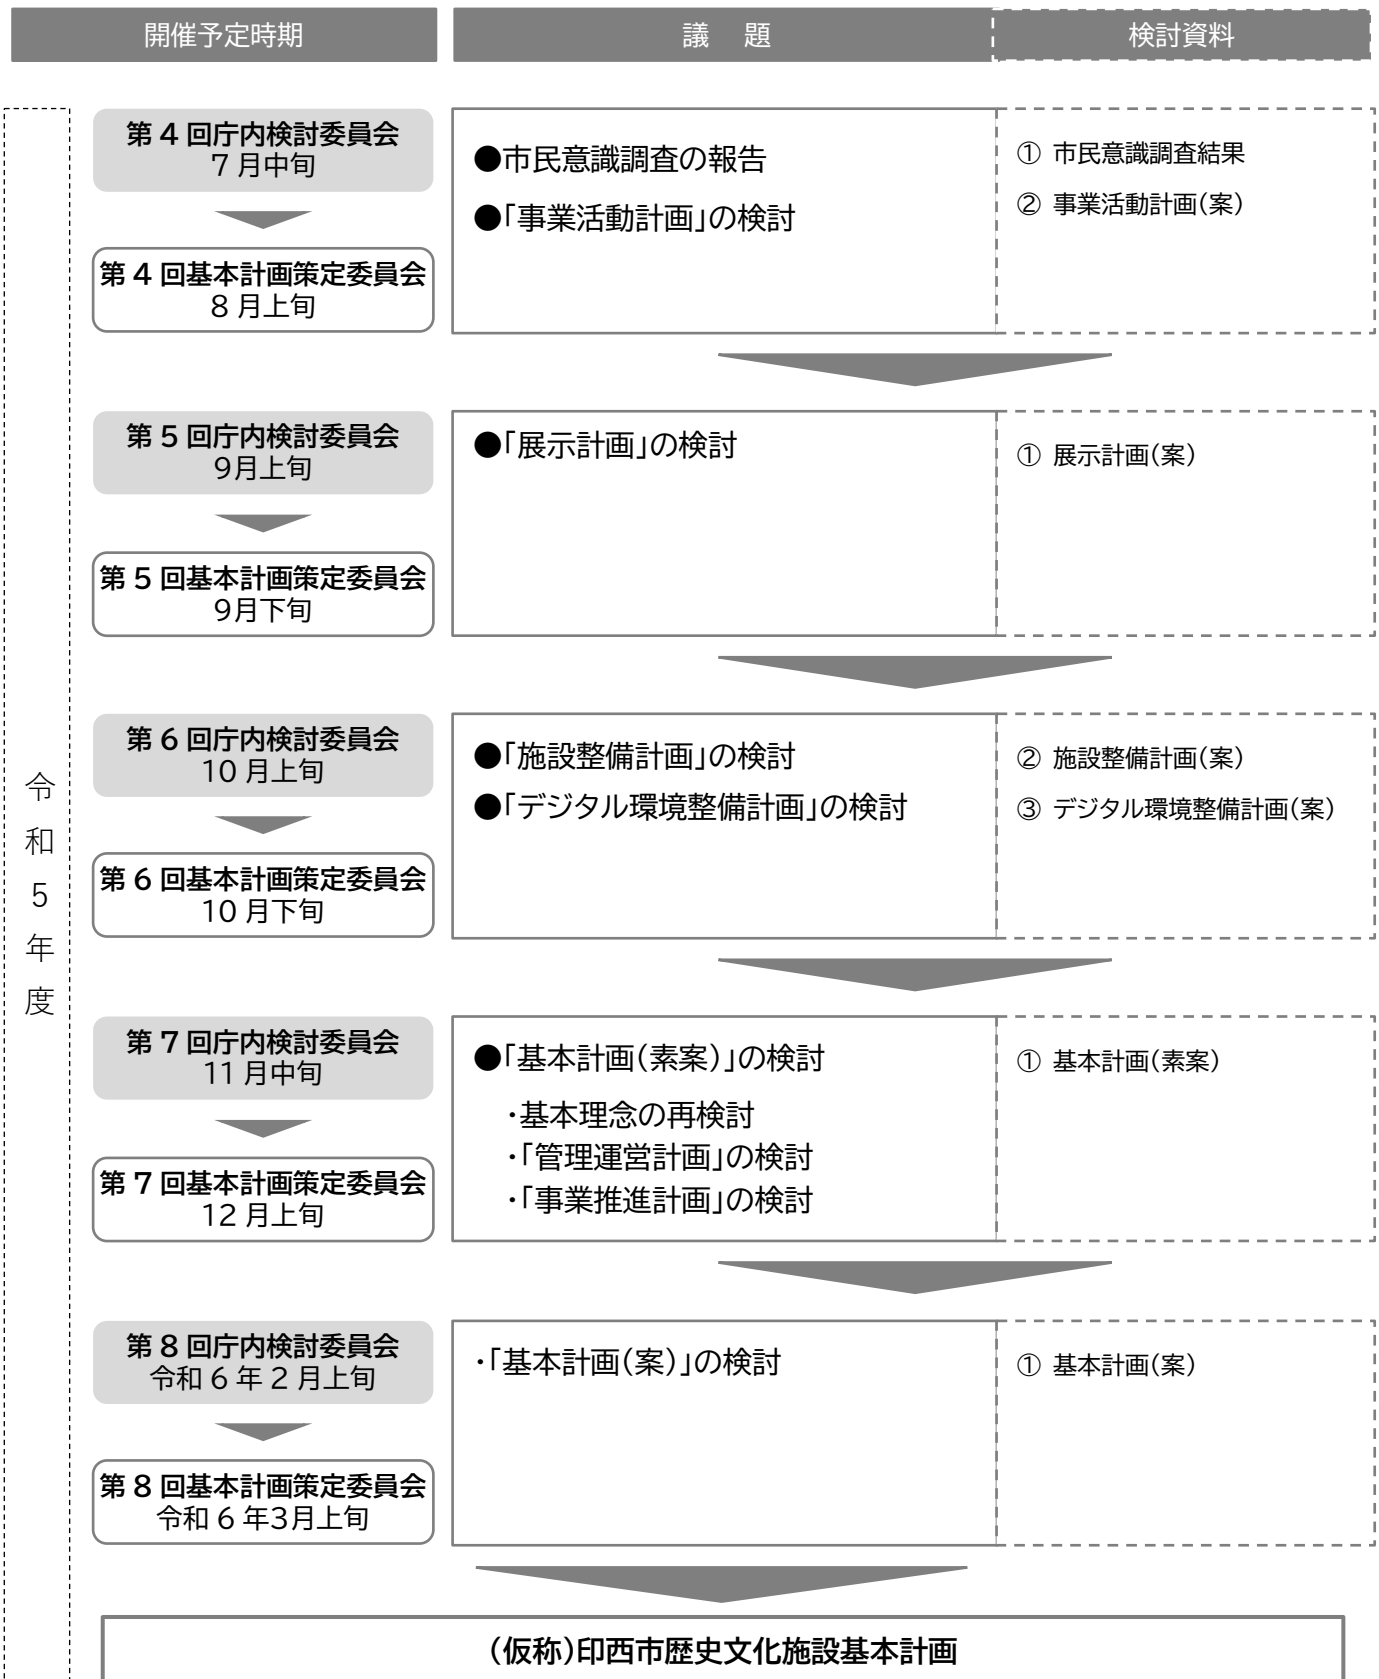 開催予定時期
議　題
検討資料
令和５年度
第４回庁内検討委員会
７月中旬
第４回基本計画策定委員会
８月上旬
●市民意識調査の報告
●「事業活動計画」の検討
① 市民意識調査結果
② 事業活動計画（案）
第５回庁内検討委員会
９月上旬
第５回基本計画策定委員会
９月下旬
●「展示計画」の検討
① 展示計画（案）
第６回庁内検討委員会
10月上旬
第６回基本計画策定委員会
10月下旬
●「施設整備計画」の検討
●「デジタル環境整備計画」の検討
② 施設整備計画（案）
③ デジタル環境整備計画（案）
第７回庁内検討委員会
11月中旬
第７回基本計画策定委員会
12月上旬
●「基本計画（素案）」の検討
・基本理念の再検討
・「管理運営計画」の検討
・「事業推進計画」の検討
① 基本計画（素案）
第８回庁内検討委員会
令和６年２月上旬
第８回基本計画策定委員会
令和６年３月上旬
・「基本計画（案）」の検討
① 基本計画（案）
（仮称）印西市歴史文化施設基本計画